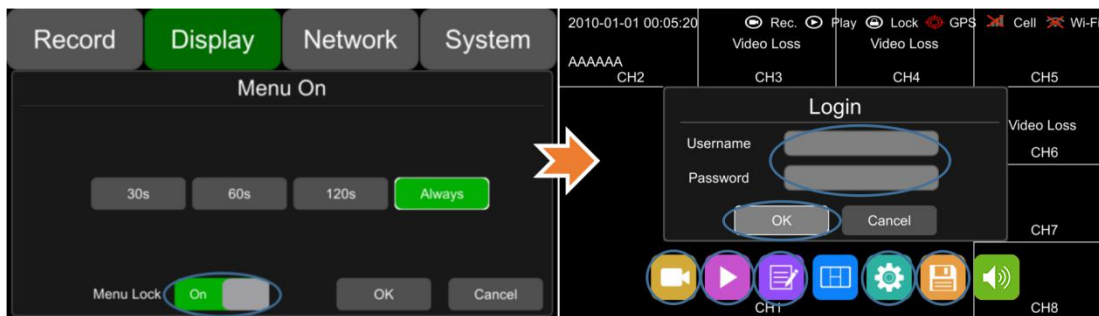 Record Display Network System
Menu On
30s 60s 120s Always
Menu Lock On OK Cancel
2010-01-01 00:05:20 Rec. Play Lock GPS Cell Wi-Fi
Video Loss Video Loss
AAAAAA
CH2 CH3 CH4 CH5
Login
Username
Video Loss
CH6
Password
OK Cancel
CH7
CH1
CH8